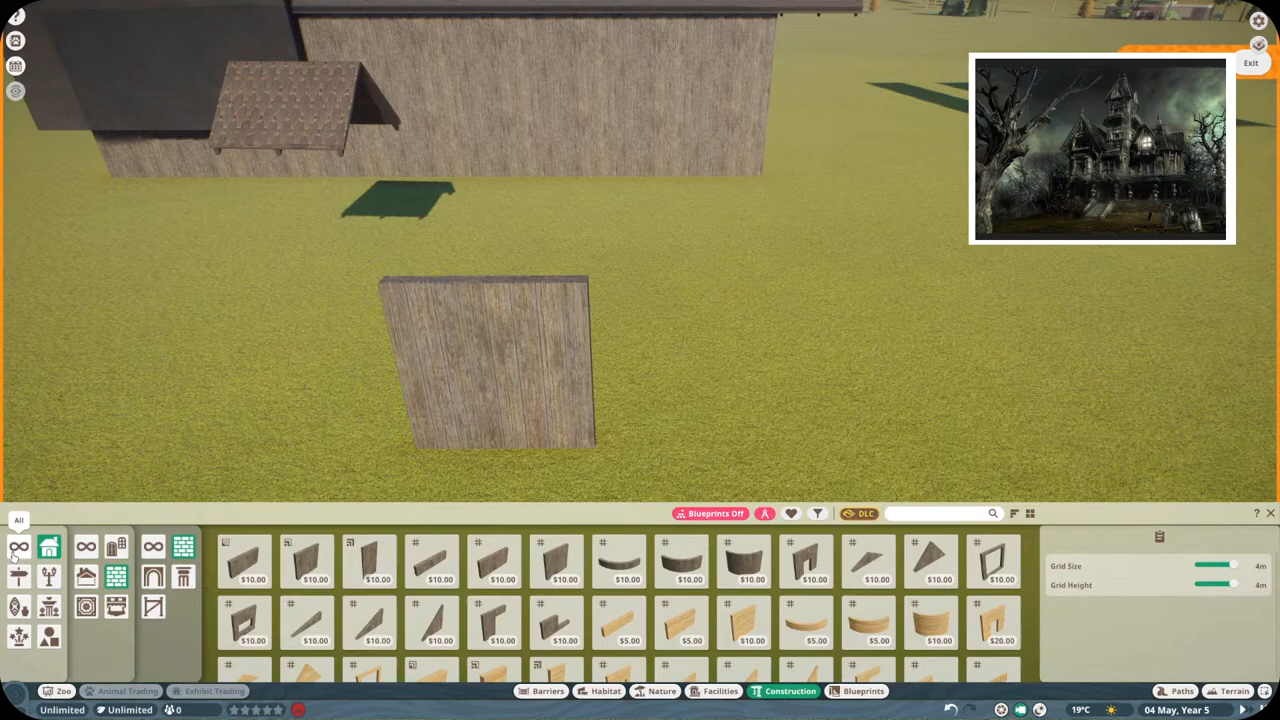 Exit
Blueprints Off
DLC
All
$10.00 $10.00 $10.00 $10.00 $10.00 $10.00 $10.00 $10.00 $10.00 $10.00 $10.00 $10.00 $10.00
$10.00 $10.00 $10.00 $10.00 $10.00 $10.00 $5.00 $5.00 $10.00 $5.00 $5.00 $10.00 $20.00
Grid Size 4m
Grid Height 4m
Zoo Animal Trading Exhibit Trading Barriers Habitat Nature Facilities Construction Blueprints Paths Terrain
Unlimited Unlimited 0 19°C 04 May, Year 5